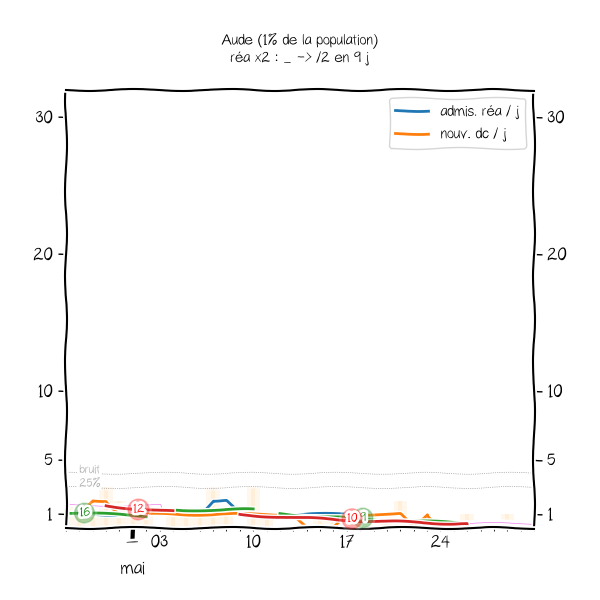 Aude (1% de la population)
réa x2 : _ -> /2 en 9 j
admis. réa / j
nouv. dc / j
30 30
20 20
10 10
5 5
bruit
25%
1 16 12 10 9 1
03 10 17 24
mai